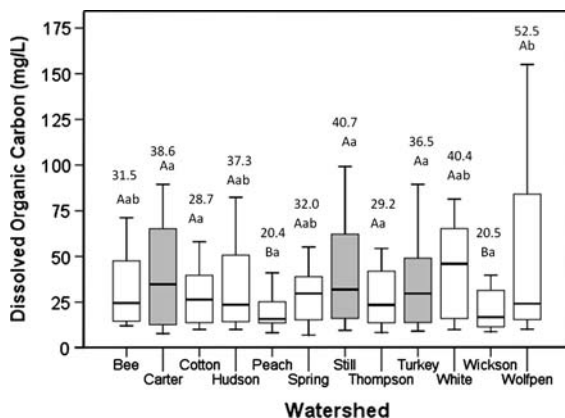 175
150
125
100
75
50
25
0
Dissolved Organic Carbon (mg/L)
31.5
Aab
38.6
Aa
28.7
Aa
37.3
Aab
20.4
Ba
32.0
Aab
40.7
Aa
29.2
Aa
36.5
Aa
40.4
Aab
20.5
Ba
52.5
Ab
Bee
Carter
Cotton
Hudson
Peach
Spring
Still
Thompson
Turkey
White
Wickson
Wolfpen
Watershed